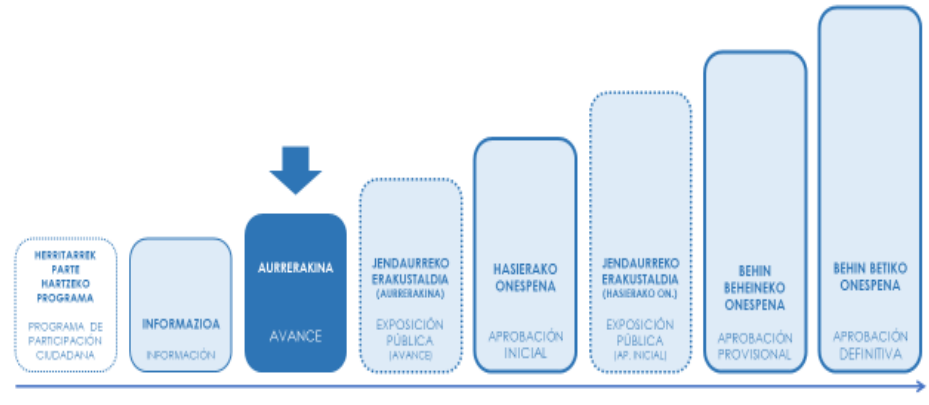 HERRITARREK
PARTE
HARTZEKO
PROGRAMA
PROGRAMA DE
PARTICIPACIÓN
CIUDADANA
INFORMAZIOA
INFORMACIÓN
AURRERAKINA
AVANCE
JENDAURREKO
ERAKUSTALDIA
(AURRERAKINA)
EXPOSICIÓN
PÚBLICA
(AVANCE)
HASIERAKO
ONESPENA
APROBACIÓN
INICIAL
JENDAURREKO
ERAKUSTALDIA
(HASIERAKO ON.)
EXPOSICIÓN
PÚBLICA
(AP. INICIAL)
BEHIN
BEHEINEKO
ONESPENA
APROBACIÓN
PROVISIONAL
BEHIN BETIKO
ONESPENA
APROBACIÓN
DEFINITIVA